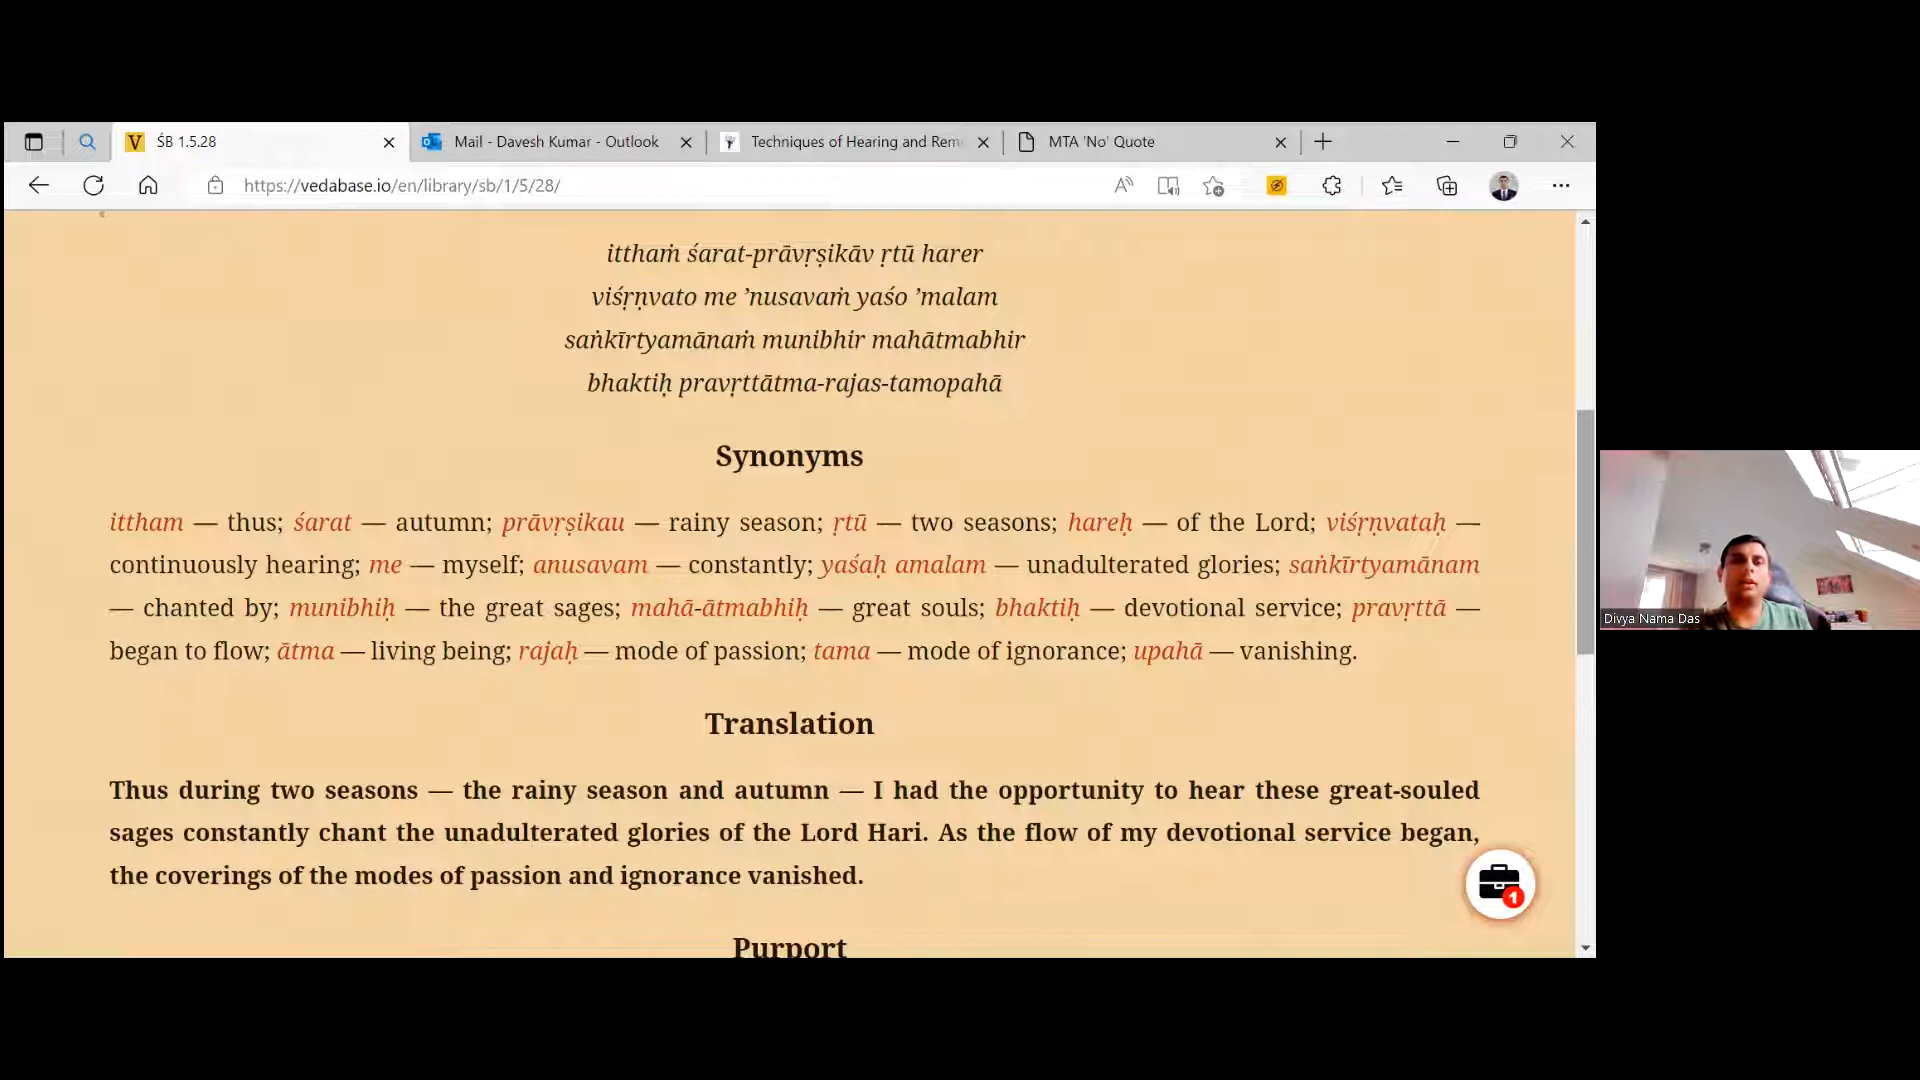 ŚB 1.5.28
Mail - Davesh Kumar - Outlook
Techniques of Hearing and Rem
MTA 'No' Quote
https://vedabase.io/en/library/sb/1/5/28/
itthaṁ śarat-prāvṛṣikāv ṛtū harer
viśṛṇvato me ’nusavaṁ yaśo ’malam
saṅkīrtyamānaṁ munibhir mahātmabhir
bhaktiḥ pravṛttātma-rajas-tamopahā
Synonyms
ittham — thus; śarat — autumn; prāvṛṣikau — rainy season; ṛtū — two seasons; hareḥ — of the Lord; viśṛṇvataḥ —
continuously hearing; me — myself; anusavam — constantly; yaśaḥ amalam — unadulterated glories; saṅkīrtyamānam
— chanted by; munibhiḥ — the great sages; mahā-ātmabhiḥ — great souls; bhaktiḥ — devotional service; pravṛttā —
began to flow; ātma — living being; rajaḥ — mode of passion; tama — mode of ignorance; upahā — vanishing.
Translation
Thus during two seasons — the rainy season and autumn — I had the opportunity to hear these great-souled
sages constantly chant the unadulterated glories of the Lord Hari. As the flow of my devotional service began,
the coverings of the modes of passion and ignorance vanished.
1
Purport
Divya Nama Das